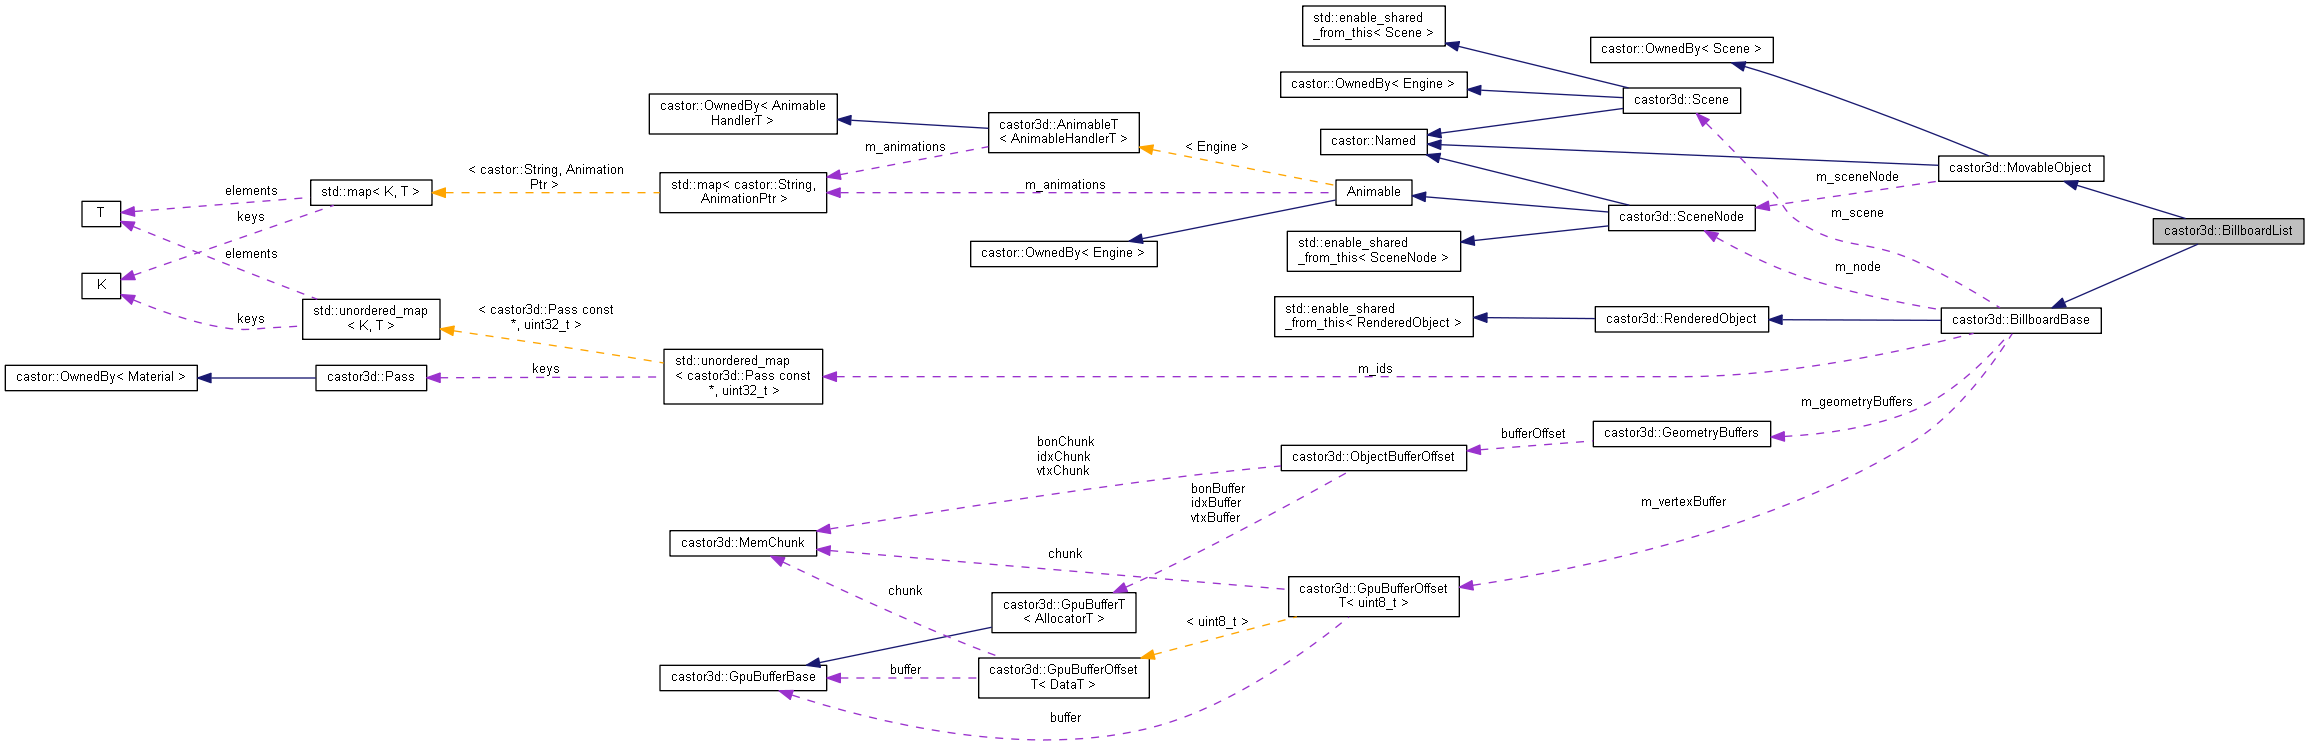 std::enable_shared
_from_this< Scene >
castor::OwnedBy< Scene >
castor::OwnedBy< Engine >
castor3d::Scene
castor::OwnedBy< Animable
HandlerT >
castor3d::AnimableT
< AnimableHandlerT >
castor::Named
< Engine >
m_animations
castor3d::MovableObject
m_sceneNode
< castor::String, Animation
Ptr >
std::map< castor::String,
AnimationPtr >
m_animations
Animable
std::map< K, T >
elements
keys
T
castor3d::SceneNode
m_scene
castor3d::BillboardList
castor::OwnedBy< Engine >
std::enable_shared
_from_this< SceneNode >
elements
m_node
K
std::unordered_map
< K, T >
keys
< castor3d::Pass const
*, uint32_t >
std::enable_shared
_from_this< RenderedObject >
castor3d::RenderedObject
castor3d::BillboardBase
castor::OwnedBy< Material >
castor3d::Pass
keys
std::unordered_map
< castor3d::Pass const
*, uint32_t >
m_ids
m_geometryBuffers
castor3d::GeometryBuffers
bufferOffset
castor3d::ObjectBufferOffset
bonChunk
idxChunk
vtxChunk
bonBuffer
idxBuffer
vtxBuffer
m_vertexBuffer
castor3d::MemChunk
chunk
chunk
castor3d::GpuBufferOffset
T< uint8_t >
castor3d::GpuBufferT
< AllocatorT >
< uint8_t >
castor3d::GpuBufferBase
buffer
castor3d::GpuBufferOffset
T< DataT >
buffer